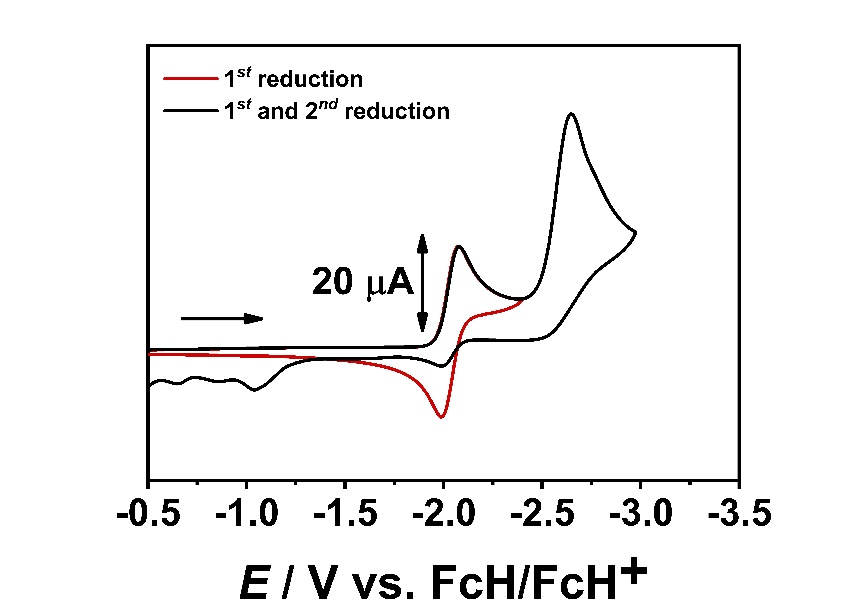 1st reduction
1st and 2nd reduction
20 μA
-0.5 -1.0 -1.5 -2.0 -2.5 -3.0 -3.5
E / V vs. FcH/FcH+